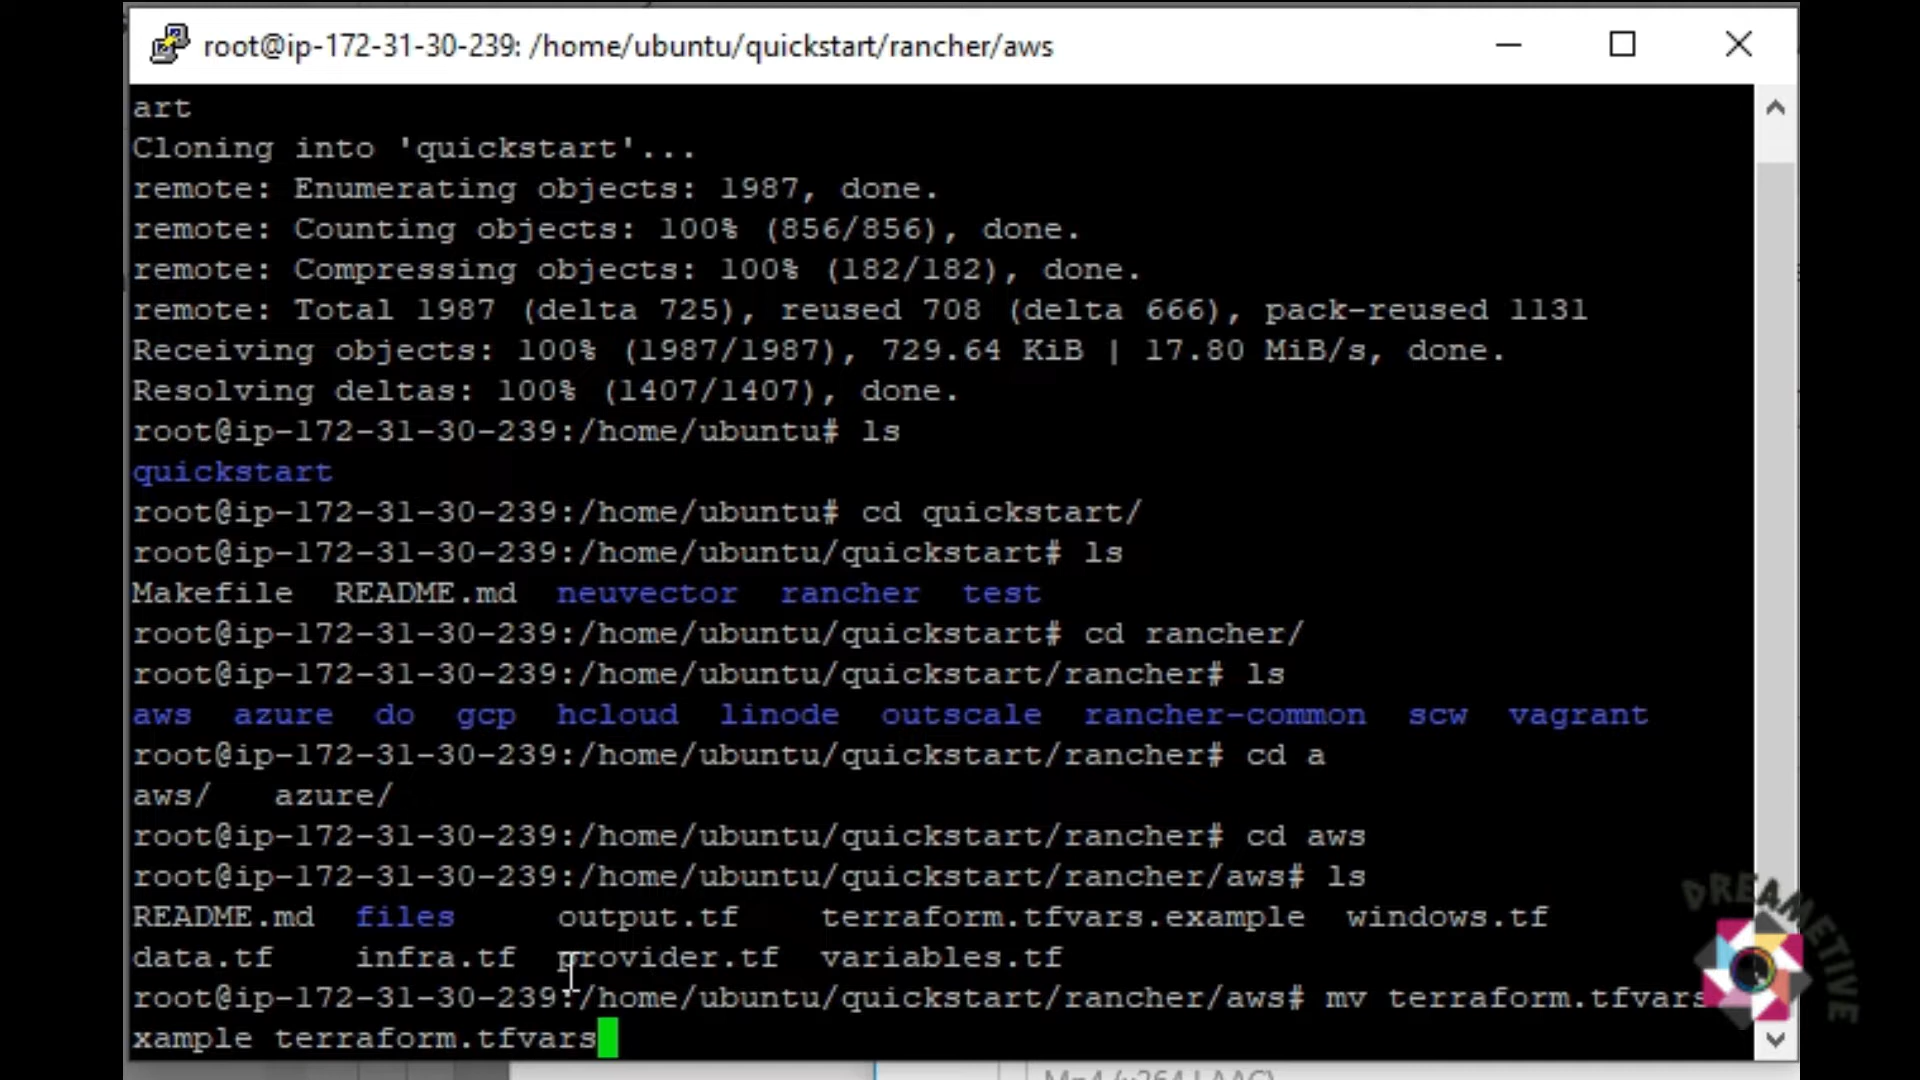 root@ip-172-31-30-239: /home/ubuntu/quickstart/rancher/aws
art
Cloning into 'quickstart'...
remote: Enumerating objects: 1987, done.
remote: Counting objects: 100% (856/856), done.
remote: Compressing objects: 100% (182/182), done.
remote: Total 1987 (delta 725), reused 708 (delta 666), pack-reused 1131
Receiving objects: 100% (1987/1987), 729.64 KiB | 17.80 MiB/s, done.
Resolving deltas: 100% (1407/1407), done.
root@ip-172-31-30-239:/home/ubuntu# ls
quickstart
root@ip-172-31-30-239:/home/ubuntu# cd quickstart/
root@ip-172-31-30-239:/home/ubuntu/quickstart# ls
Makefile  README.md  neuvector  rancher  test
root@ip-172-31-30-239:/home/ubuntu/quickstart# cd rancher/
root@ip-172-31-30-239:/home/ubuntu/quickstart/rancher# ls
aws  azure  do  gcp  hcloud  linode  outscale  rancher-common  scw  vagrant
root@ip-172-31-30-239:/home/ubuntu/quickstart/rancher# cd a
aws/   azure/
root@ip-172-31-30-239:/home/ubuntu/quickstart/rancher# cd aws
root@ip-172-31-30-239:/home/ubuntu/quickstart/rancher/aws# ls
README.md  files     output.tf    terraform.tfvars.example  windows.tf
data.tf    infra.tf  provider.tf  variables.tf
root@ip-172-31-30-239:/home/ubuntu/quickstart/rancher/aws# mv terraform.tfvars
xample terraform.tfvars
DREAMETIVE